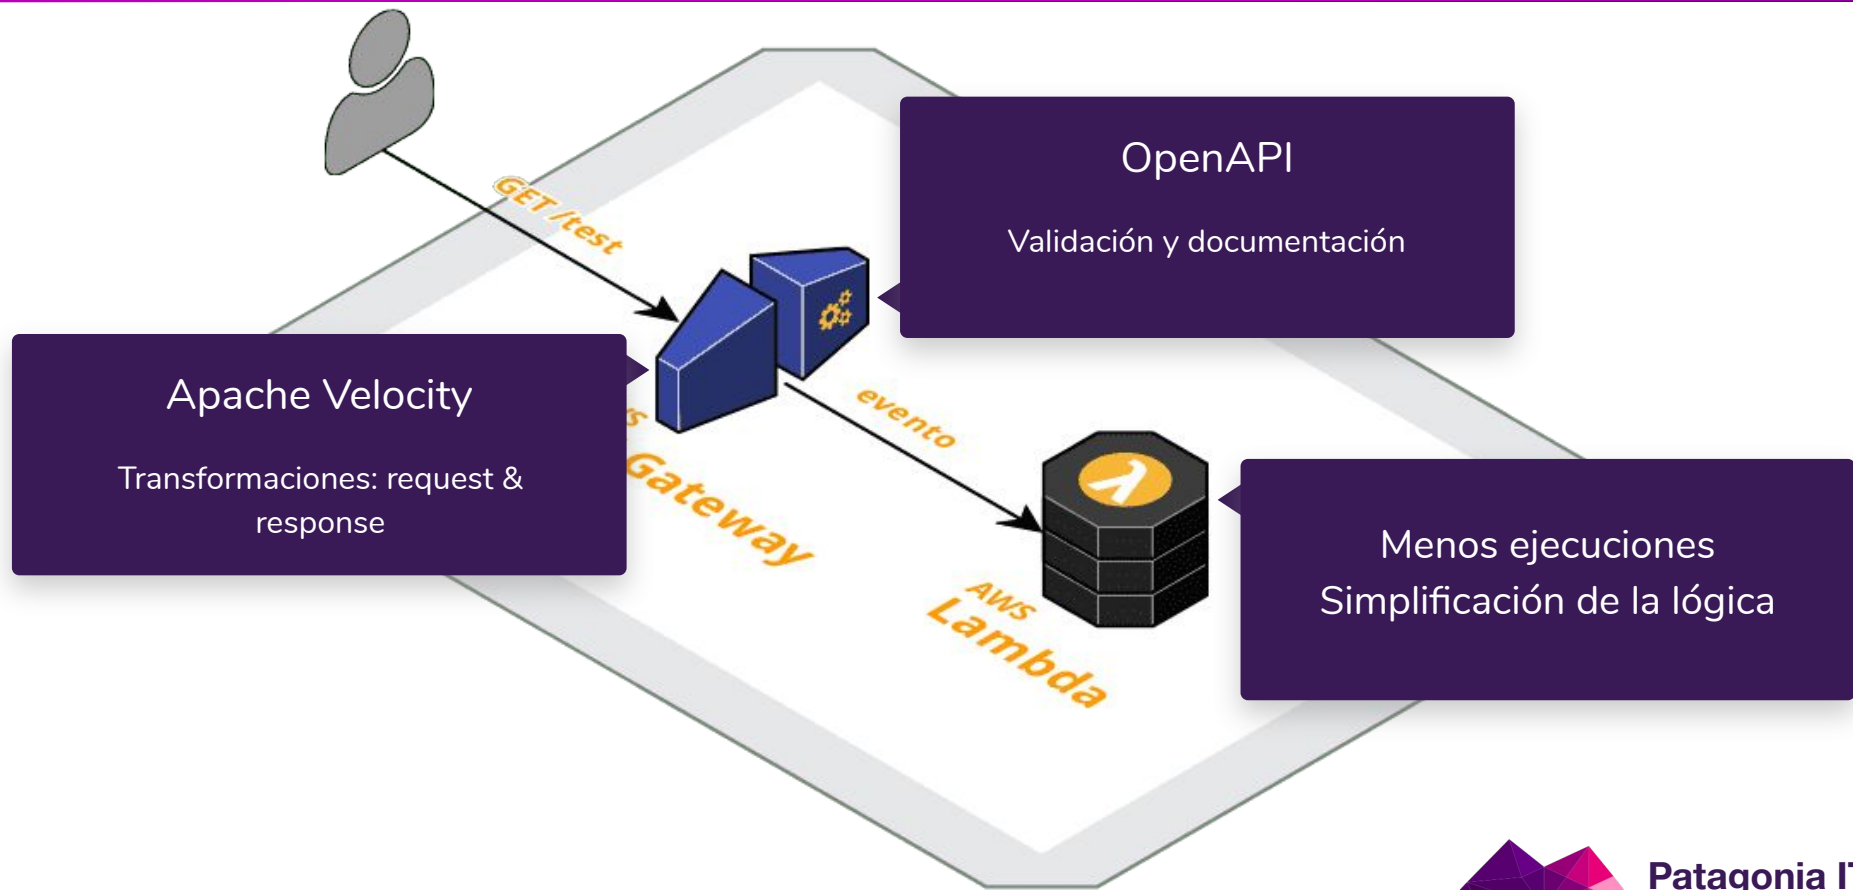 GET /test
OpenAPI
Validación y documentación
Apache Velocity
Transformaciones: request &
response
Gateway
evento
AWS
Lambda
Menos ejecuciones
Simplificación de la lógica
Patagonia